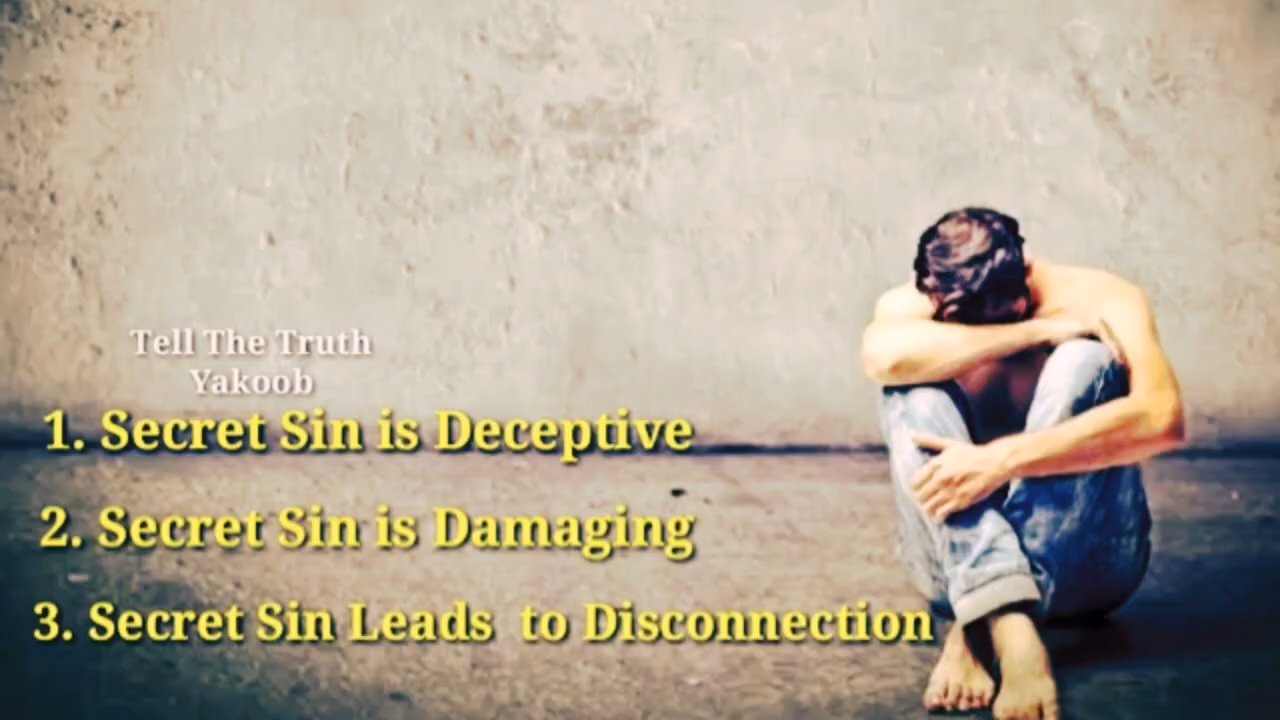 Tell The Truth
Yakoob
1. Secret Sin is Deceptive
2. Secret Sin is Damaging
3. Secret Sin Leads to Disconnection